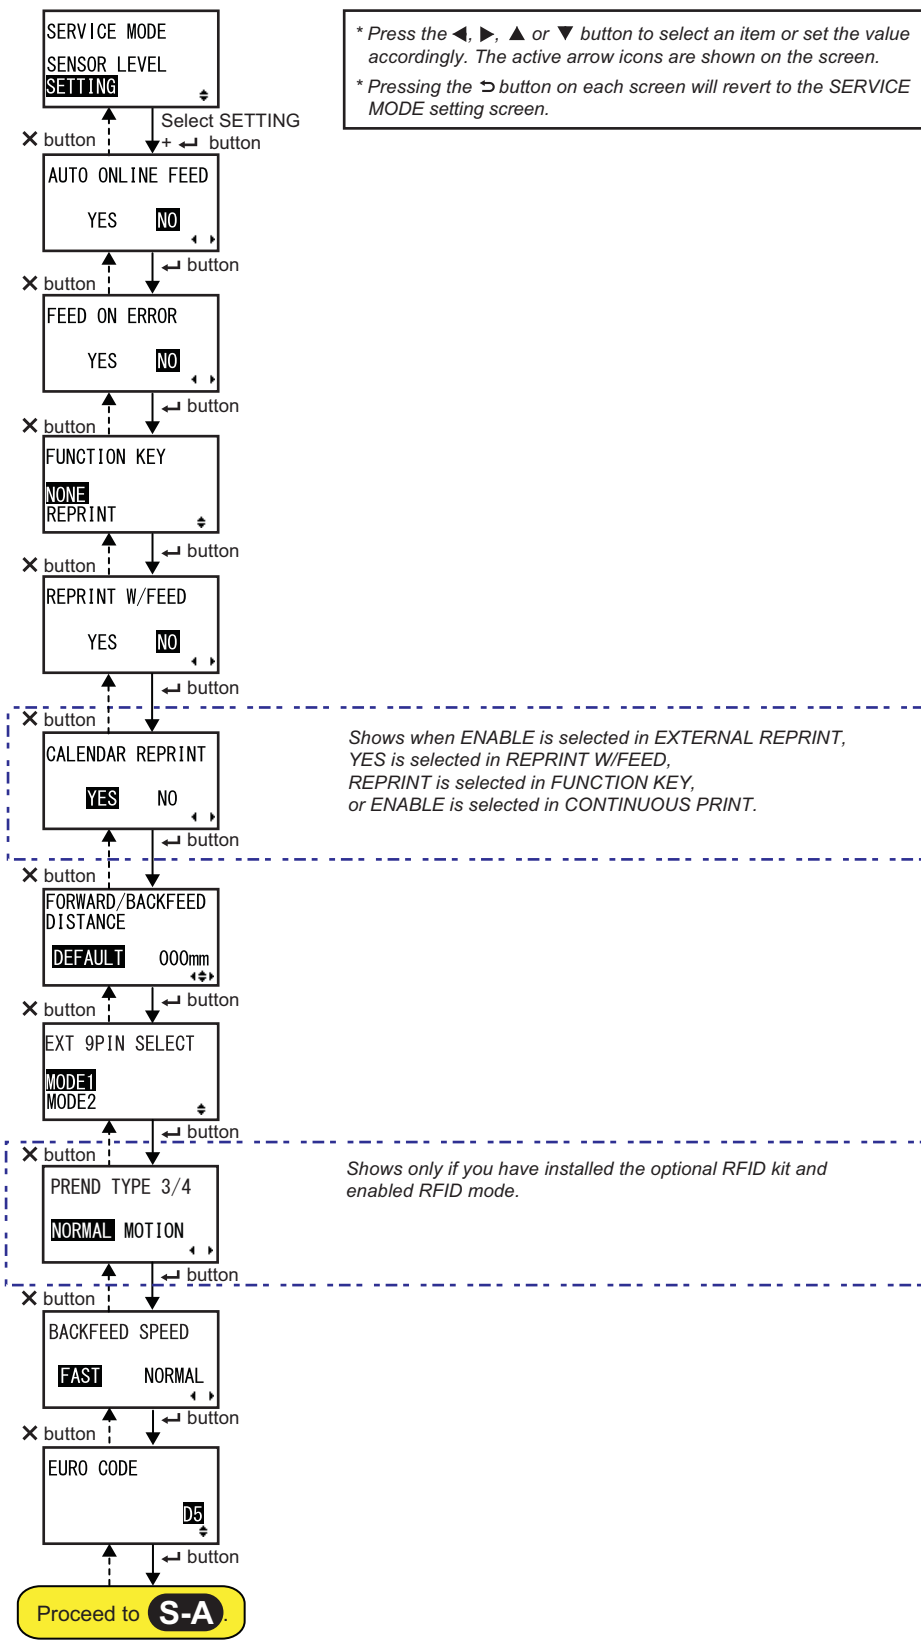 SERVICE MODE
SENSOR LEVEL
SETTING
* Press the ◀, ▶, ▲ or ▼ button to select an item or set the value
accordingly. The active arrow icons are shown on the screen.
* Pressing the ⮌ button on each screen will revert to the SERVICE
MODE setting screen.
Select SETTING
+ ↵ button
✕ button
AUTO ONLINE FEED
YES NO
↵ button
✕ button
FEED ON ERROR
YES NO
↵ button
✕ button
FUNCTION KEY
NONE
REPRINT
↵ button
✕ button
REPRINT W/FEED
YES NO
↵ button
✕ button
CALENDAR REPRINT
YES NO
Shows when ENABLE is selected in EXTERNAL REPRINT,
YES is selected in REPRINT W/FEED,
REPRINT is selected in FUNCTION KEY,
or ENABLE is selected in CONTINUOUS PRINT.
↵ button
✕ button
FORWARD/BACKFEED
DISTANCE
DEFAULT 000mm
↵ button
✕ button
EXT 9PIN SELECT
MODE1
MODE2
↵ button
✕ button
PREND TYPE 3/4
NORMAL MOTION
Shows only if you have installed the optional RFID kit and
enabled RFID mode.
↵ button
✕ button
BACKFEED SPEED
FAST NORMAL
↵ button
✕ button
EURO CODE
D5
↵ button
Proceed to S-A.